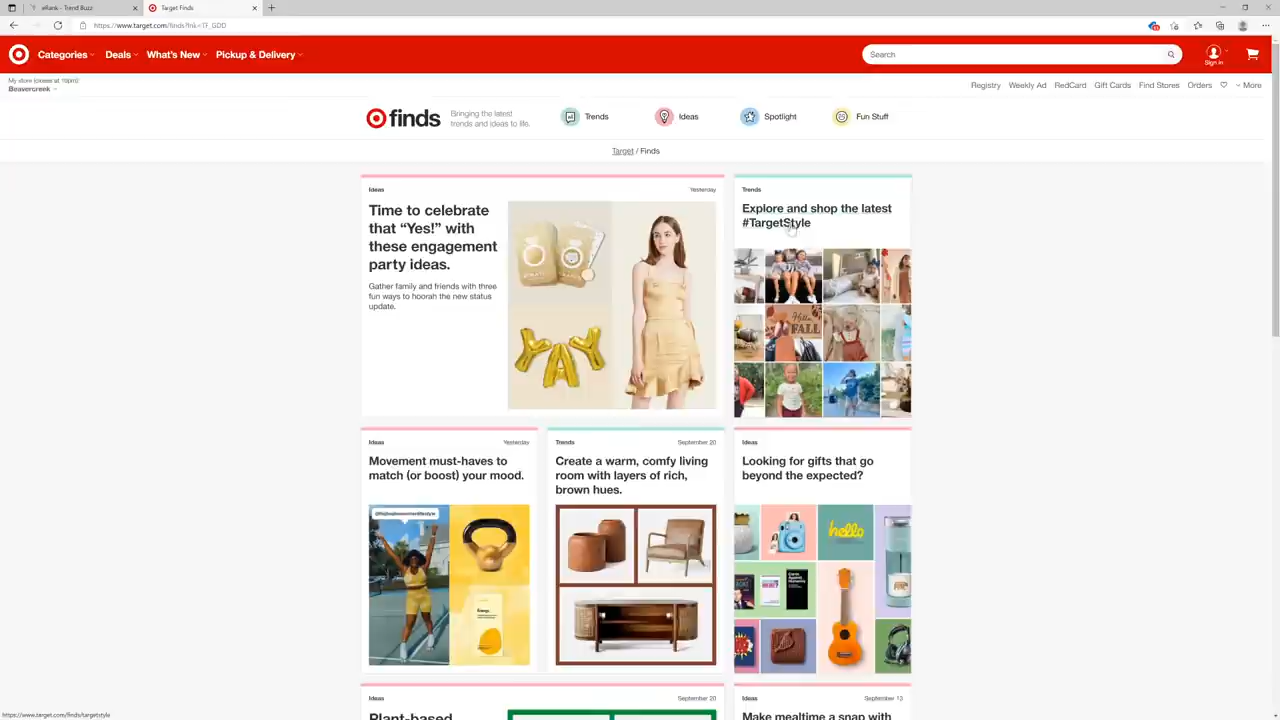 eRank - Trend Buzz
Target Finds
https://www.target.com/finds?lnk=TF_GDD
Categories
Deals
What's New
Pickup & Delivery
Search
Sign in
My store (closes at 10pm):
Beavercreek
Registry
Weekly Ad
RedCard
Gift Cards
Find Stores
Orders
More
finds
Bringing the latest
trends and ideas to life.
Trends
Ideas
Spotlight
Fun Stuff
Target / Finds
Ideas
Yesterday
Time to celebrate
that “Yes!” with
these engagement
party ideas.
Gather family and friends with three
fun ways to hoorah the new status
update.
YAY
Trends
Explore and shop the latest
#TargetStyle
Hello
FALL
Ideas
Yesterday
Movement must-haves to
match (or boost) your mood.
Energy.
Trends
September 20
Create a warm, comfy living
room with layers of rich,
brown hues.
Ideas
Looking for gifts that go
beyond the expected?
hello
Ideas
September 20
Plant-based
Ideas
September 13
Make mealtime a snap with
https://www.target.com/finds/targetstyle